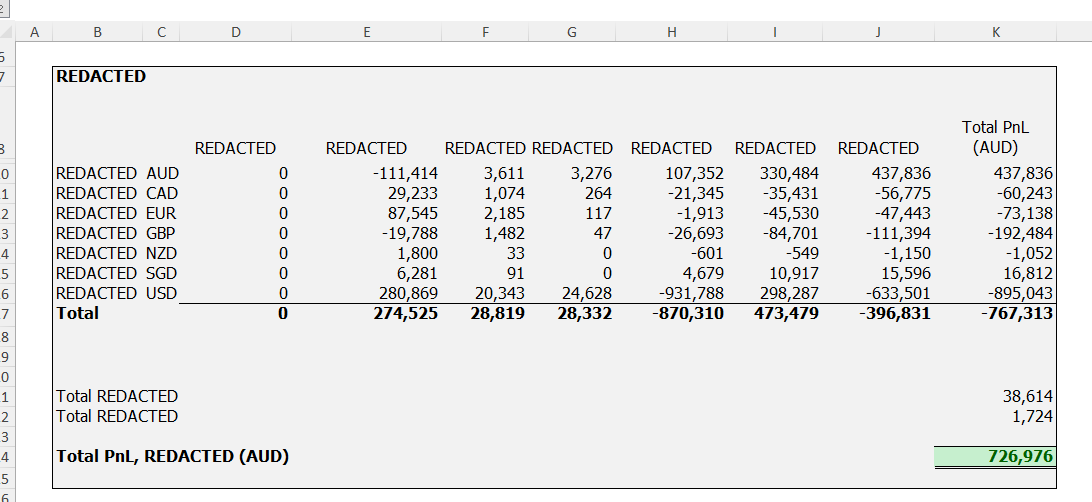 2
A B C D E F G H I J K
6
7 REDACTED
Total PnL
8 REDACTED REDACTED REDACTED REDACTED REDACTED REDACTED REDACTED (AUD)
0 REDACTED AUD 0 -111,414 3,611 3,276 107,352 330,484 437,836 437,836
1 REDACTED CAD 0 29,233 1,074 264 -21,345 -35,431 -56,775 -60,243
2 REDACTED EUR 0 87,545 2,185 117 -1,913 -45,530 -47,443 -73,138
3 REDACTED GBP 0 -19,788 1,482 47 -26,693 -84,701 -111,394 -192,484
4 REDACTED NZD 0 1,800 33 0 -601 -549 -1,150 -1,052
5 REDACTED SGD 0 6,281 91 0 4,679 10,917 15,596 16,812
6 REDACTED USD 0 280,869 20,343 24,628 -931,788 298,287 -633,501 -895,043
7 Total 0 274,525 28,819 28,332 -870,310 473,479 -396,831 -767,313
8
9
0
1 Total REDACTED 38,614
2 Total REDACTED 1,724
3
4 Total PnL, REDACTED (AUD) 726,976
5
6